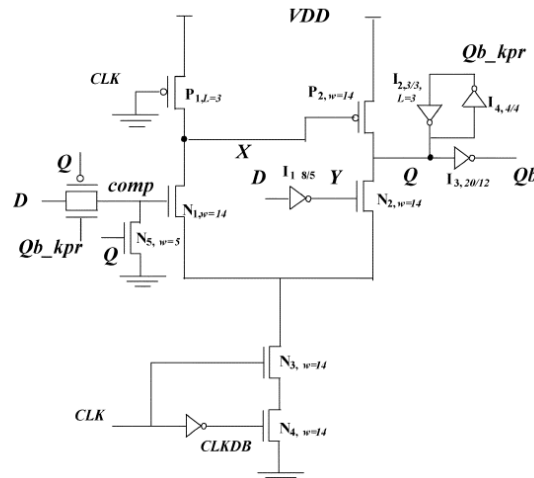 VDD
Qb_kpr
CLK
P1, L=3
P2, w=14
I2, 3/3, L=3
I4, 4/4
X
Q
comp
D
N1, w=14
D
I1 8/5
Y
N2, w=14
Q
I3, 20/12
Qb
Qb_kpr
Q
N5, w=5
N3, w=14
CLK
CLKDB
N4, w=14